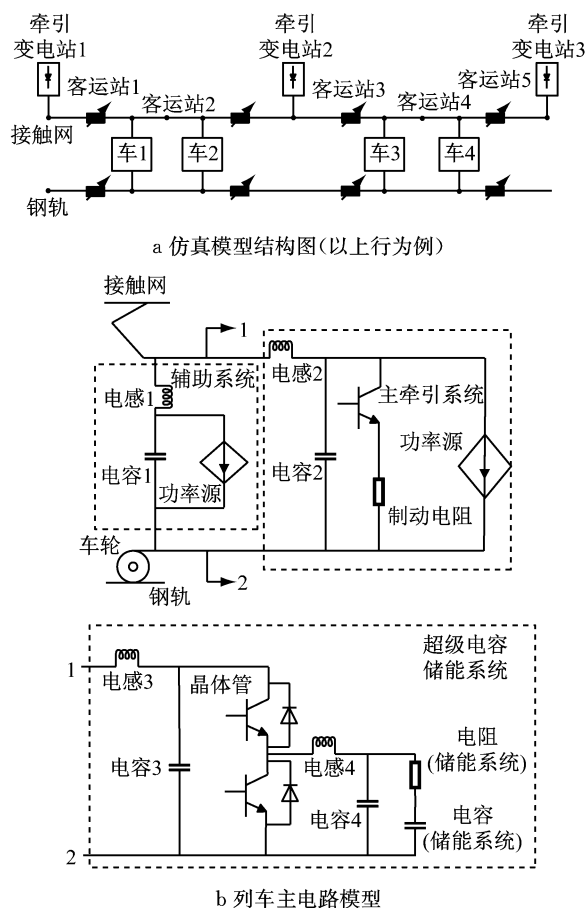 牵引
变电站1
牵引
变电站2
牵引
变电站3
客运站1
客运站2
客运站3
客运站4
客运站5
接触网
车1
车2
车3
车4
钢轨
a 仿真模型结构图(以上行为例)
接触网
1
辅助系统
电感1
电感2
主牵引系统
电容1
功率源
电容2
功率源
制动电阻
车轮
钢轨
2
超级电容
储能系统
1
电感3
晶体管
电感4
电阻
(储能系统)
电容3
电容4
电容
(储能系统)
2
b 列车主电路模型